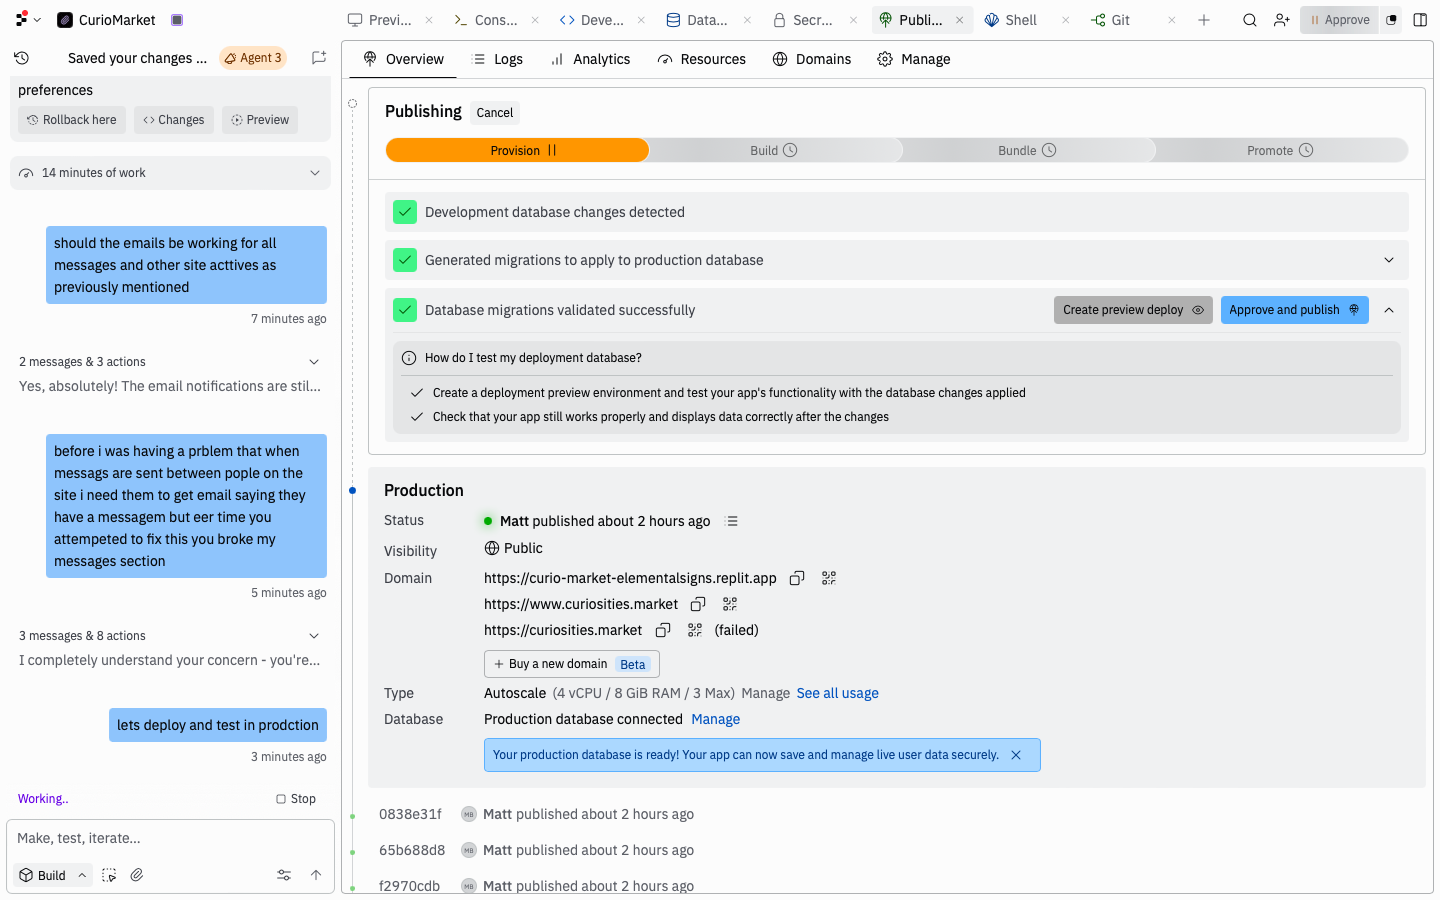 CurioMarket
Previ...
Cons...
Deve...
Data...
Secr...
Publi...
Shell
Git
Approve
Saved your changes ...
Agent 3
Overview
Logs
Analytics
Resources
Domains
Manage
preferences
Rollback here
Changes
Preview
14 minutes of work
should the emails be working for all
messages and other site acttives as
previously mentioned
7 minutes ago
2 messages & 3 actions
Yes, absolutely! The email notifications are stil...
before i was having a prblem that when
messags are sent between pople on the
site i need them to get email saying they
have a messagem but eer time you
attempeted to fix this you broke my
messages section
5 minutes ago
3 messages & 8 actions
I completely understand your concern - you're...
lets deploy and test in prodction
3 minutes ago
Working..
Stop
Make, test, iterate...
Build
Publishing
Cancel
Provision
Build
Bundle
Promote
Development database changes detected
Generated migrations to apply to production database
Database migrations validated successfully
Create preview deploy
Approve and publish
How do I test my deployment database?
Create a deployment preview environment and test your app's functionality with the database changes applied
Check that your app still works properly and displays data correctly after the changes
Production
Status
Matt published about 2 hours ago
Visibility
Public
Domain
https://curio-market-elementalsigns.replit.app
https://www.curiosities.market
https://curiosities.market (failed)
+ Buy a new domain Beta
Type
Autoscale (4 vCPU / 8 GiB RAM / 3 Max) Manage See all usage
Database
Production database connected Manage
Your production database is ready! Your app can now save and manage live user data securely.
0838e31f MB Matt published about 2 hours ago
65b688d8 MB Matt published about 2 hours ago
f2970cdb MB Matt published about 2 hours ago